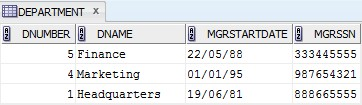 DEPARTMENT x
DNUMBER DNAME MGRSTARTDATE MGRSSN
5 Finance 22/05/88 333445555
4 Marketing 01/01/95 987654321
1 Headquarters 19/06/81 888665555